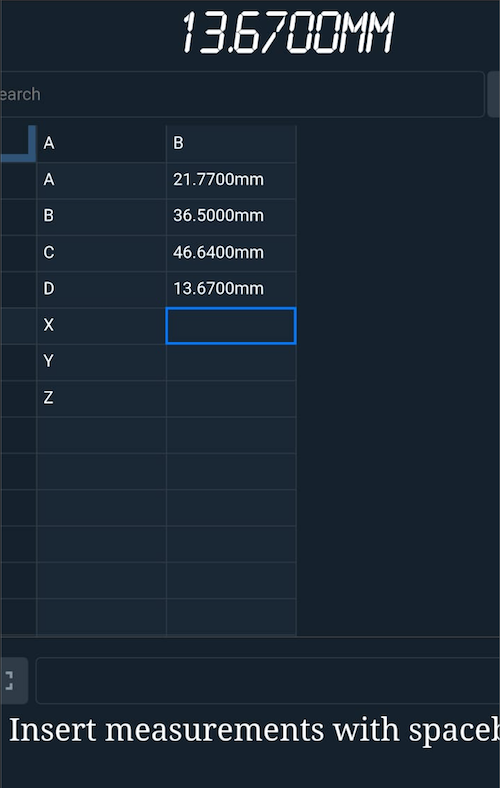 13.6700MM
earch
A B
A 21.7700mm
B 36.5000mm
C 46.6400mm
D 13.6700mm
X
Y
Z
Insert measurements with spaceb